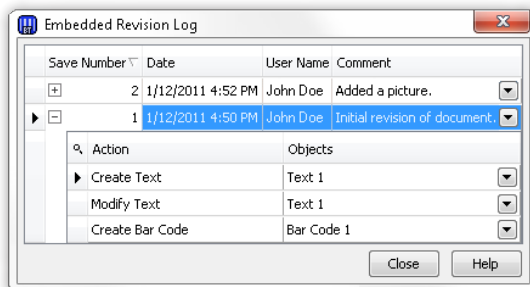 BT Embedded Revision Log
Save Number Date User Name Comment
2 1/12/2011 4:52 PM John Doe Added a picture.
1 1/12/2011 4:50 PM John Doe Initial revision of document.
Action Objects
Create Text Text 1
Modify Text Text 1
Create Bar Code Bar Code 1
Close Help